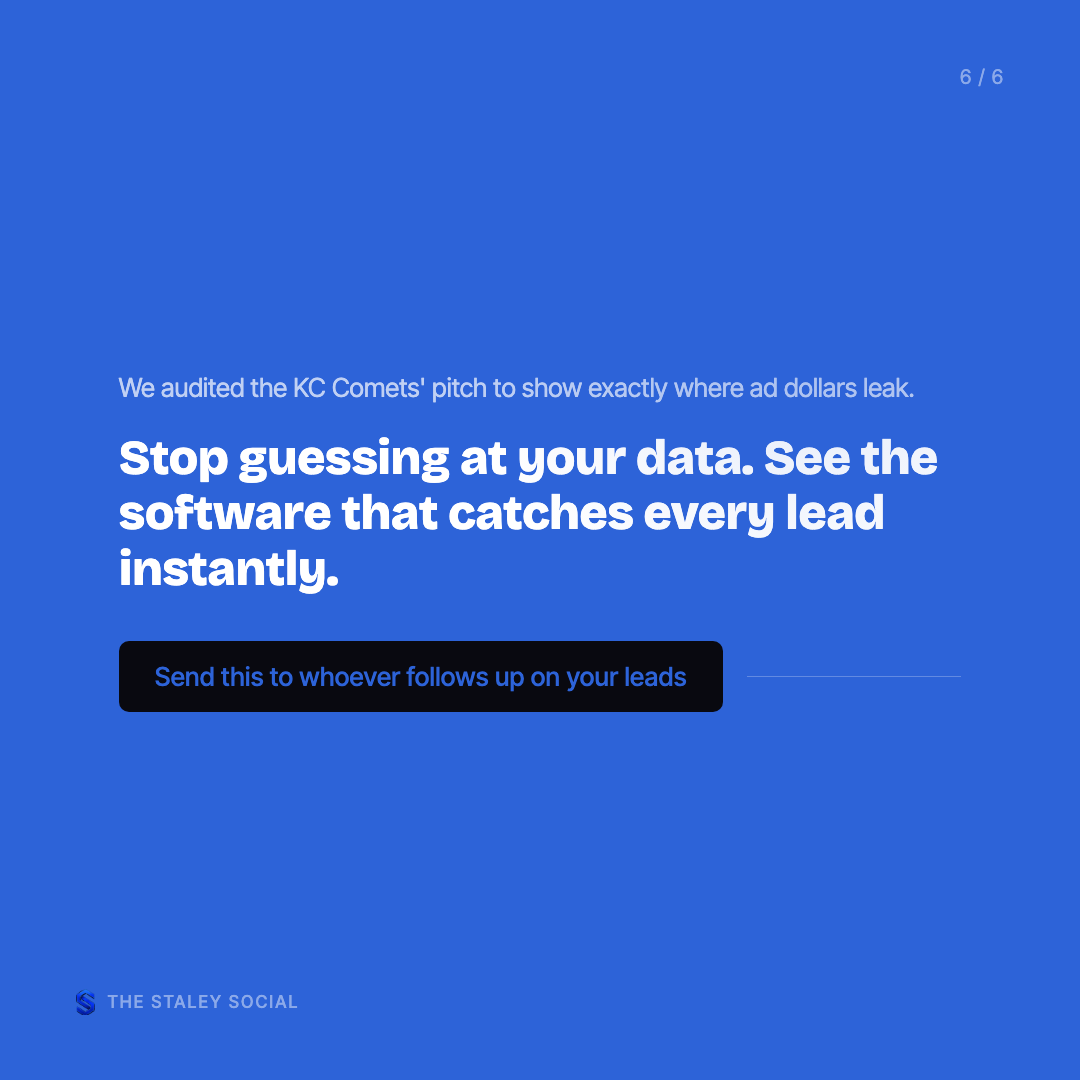 6 / 6
We audited the KC Comets' pitch to show exactly where ad dollars leak.
Stop guessing at your data. See the
software that catches every lead
instantly.
Send this to whoever follows up on your leads
THE STALEY SOCIAL